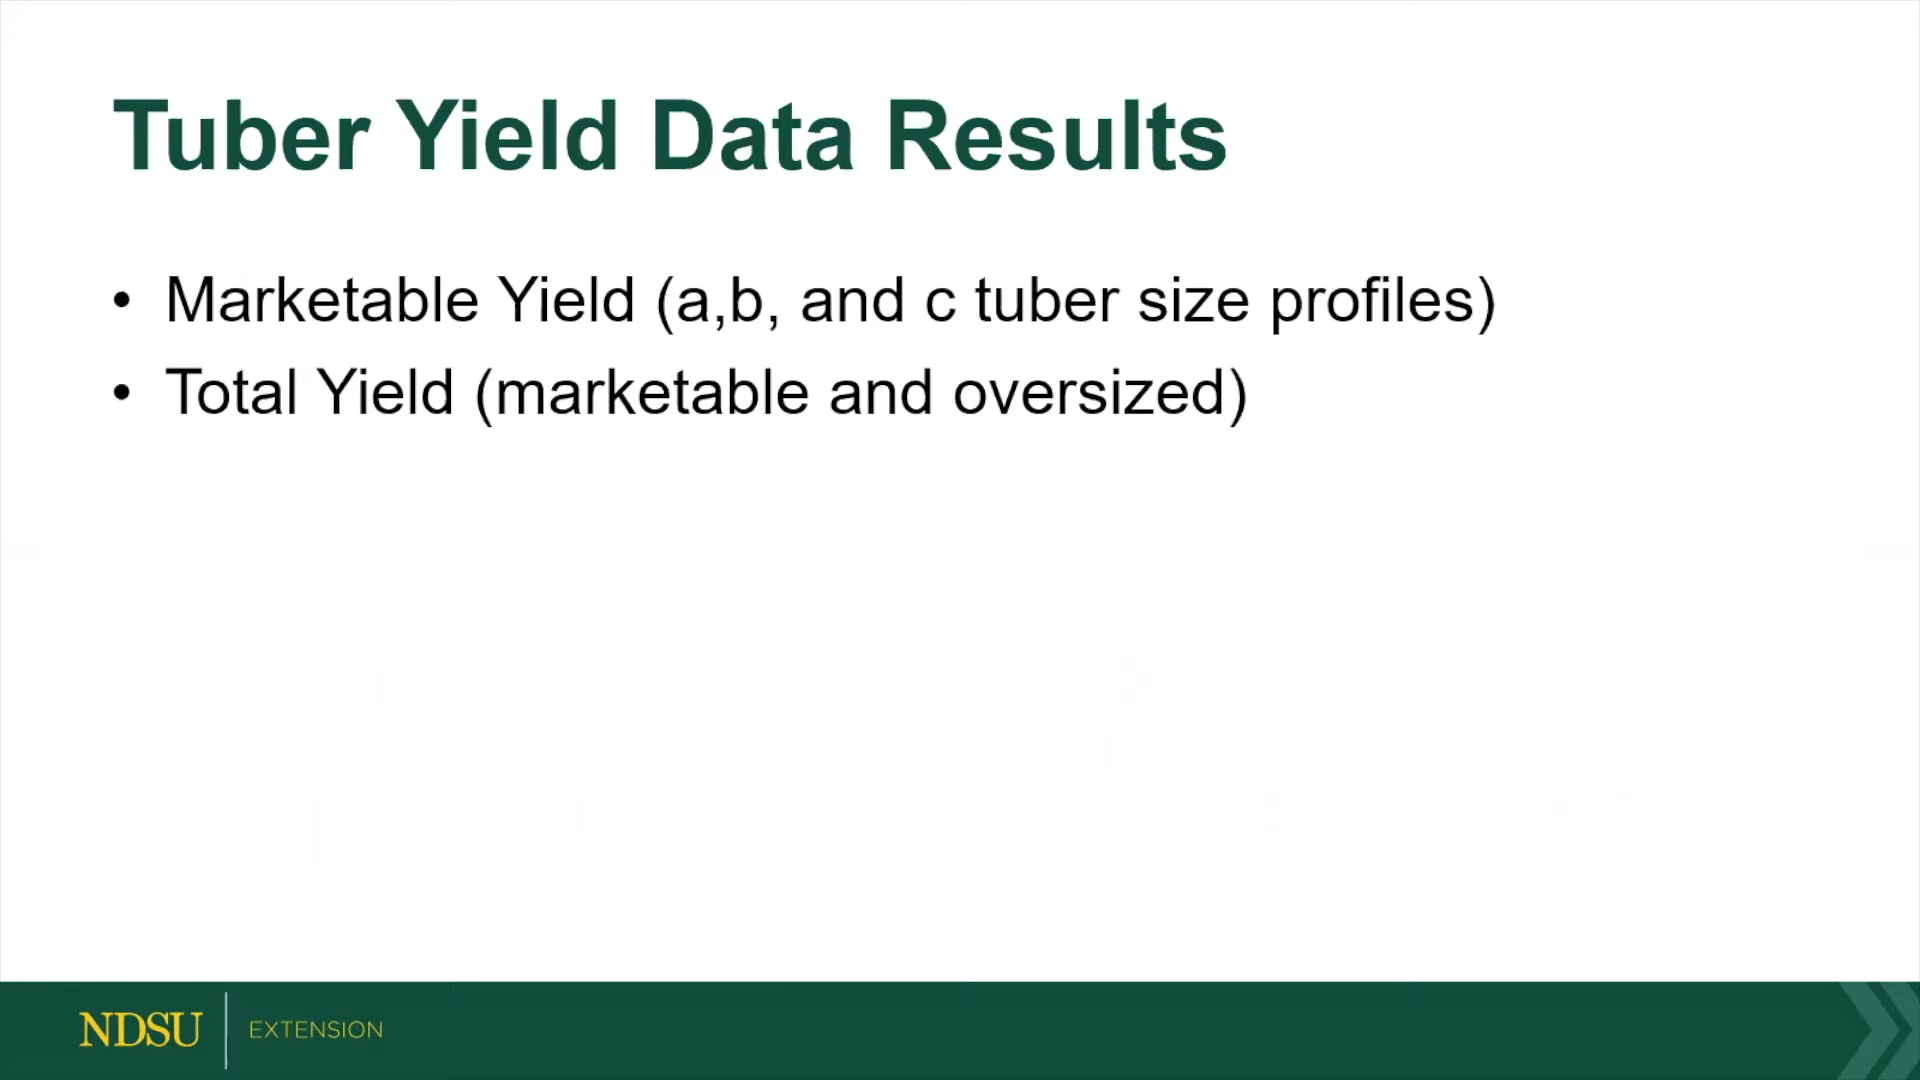 Tuber Yield Data Results
• Marketable Yield (a,b, and c tuber size profiles)
• Total Yield (marketable and oversized)
NDSU EXTENSION